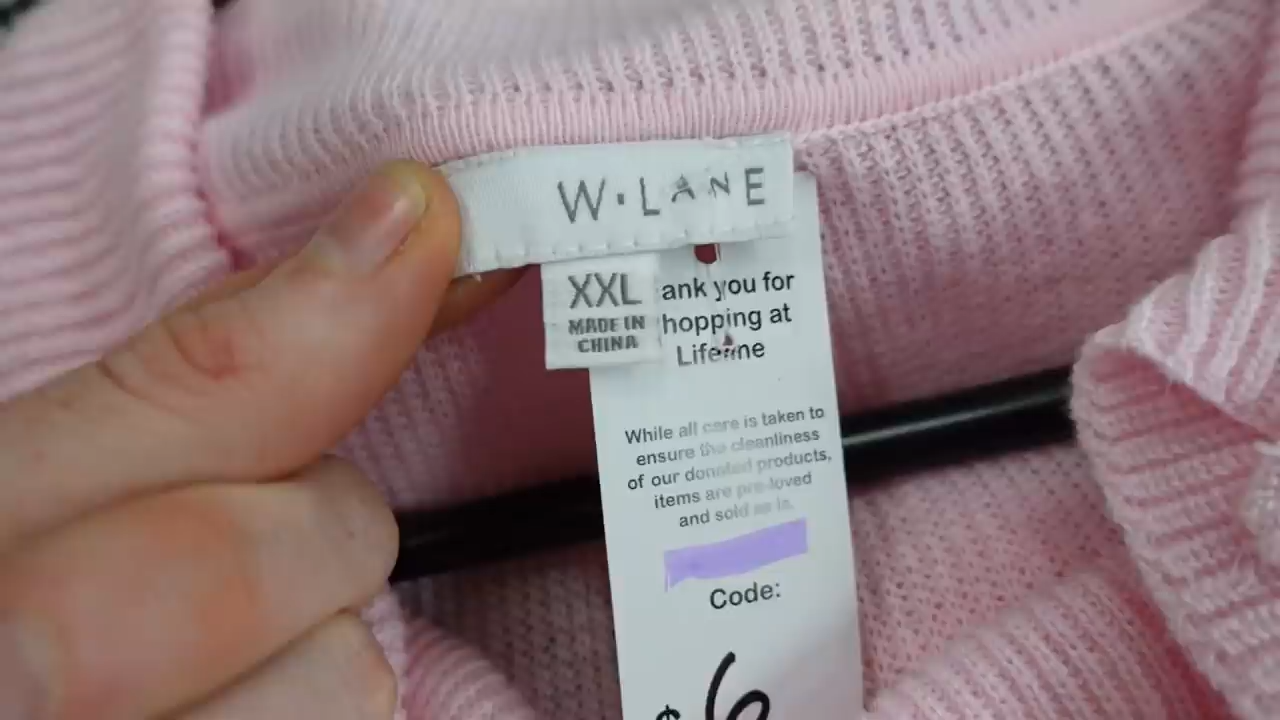 W·LANE
XXL
MADE IN
CHINA
ank you for
hopping at
Lifeline
While all care is taken to
ensure the cleanliness
of our donated products,
items are pre-loved
and sold as is.
Code:
$6